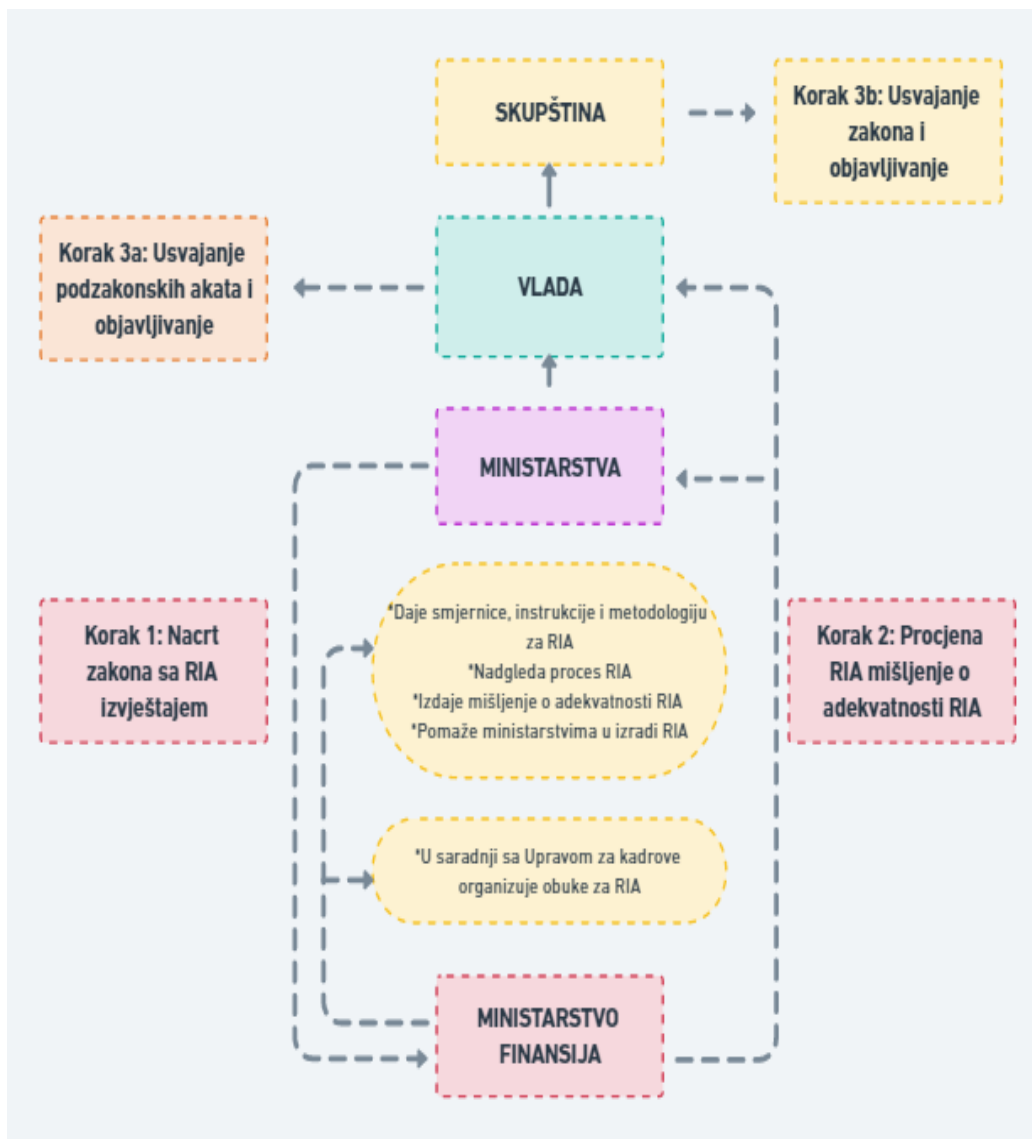 SKUPŠTINA
Korak 3b: Usvajanje
zakona i
objavljivanje
Korak 3a: Usvajanje
podzakonskih akata i
objavljivanje
VLADA
MINISTARSTVA
Korak 1: Nacrt
zakona sa RIA
izvještajem
*Daje smjernice, instrukcije i metodologiju
za RIA
*Nadgleda proces RIA
*Izdaje mišljenje o adekvatnosti RIA
*Pomaže ministarstvima u izradi RIA
Korak 2: Procjena
RIA mišljenje o
adekvatnosti RIA
*U saradnji sa Upravom za kadrove
organizuje obuke za RIA
MINISTARSTVO
FINANSIJA